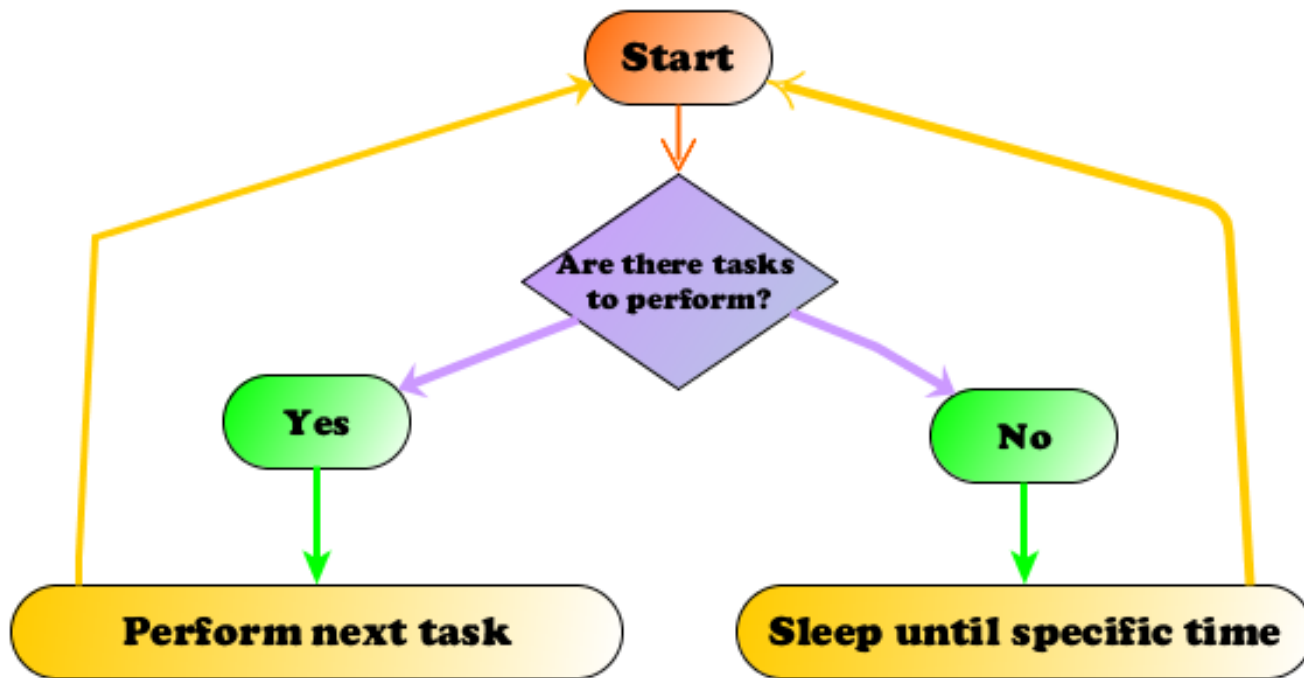 Start
Are there tasks
to perform?
Yes
No
Perform next task
Sleep until specific time